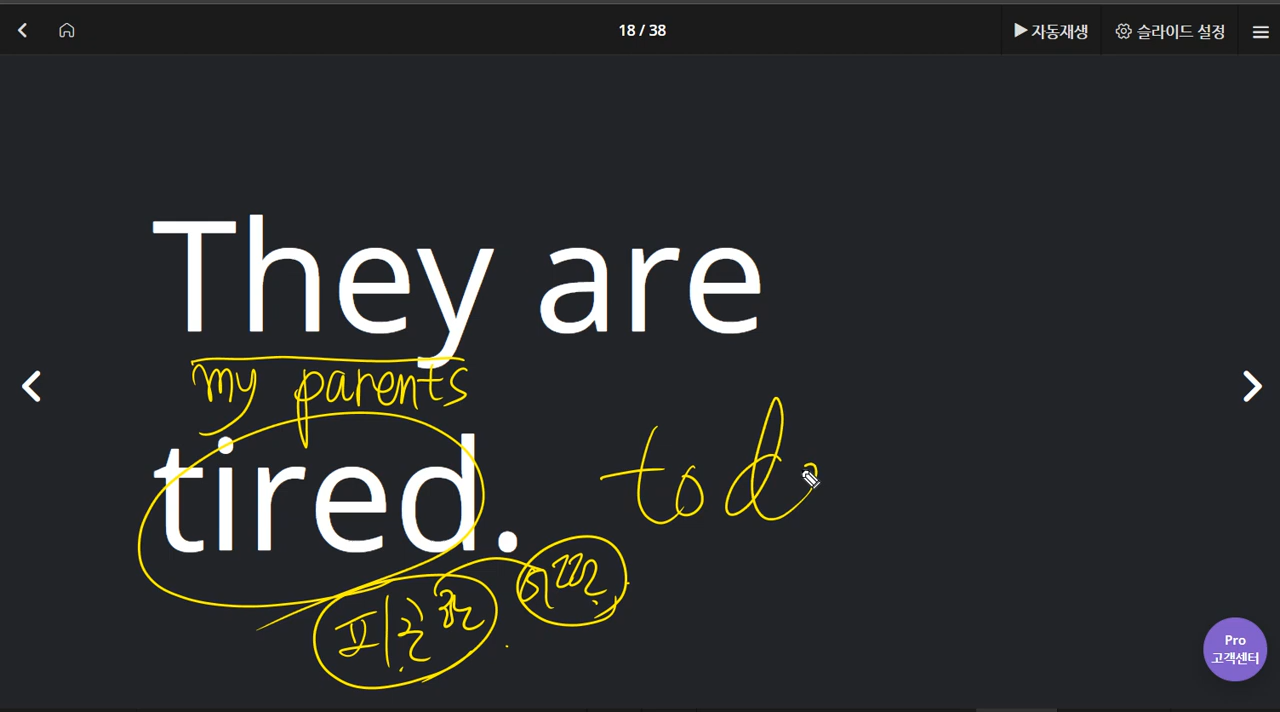 18 / 38
▶ 자동재생
슬라이드 설정
They are
my parents
tired.
tod
피곤한
Pro
고객센터